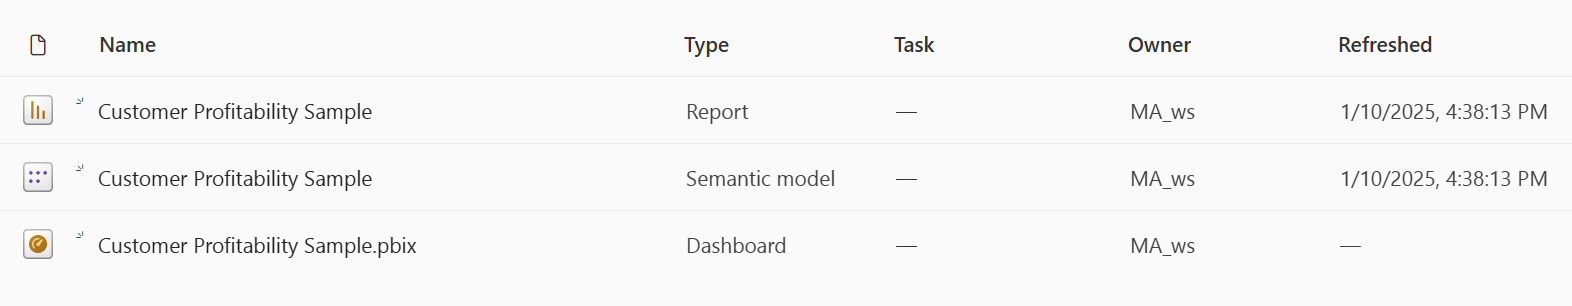 Name Type Task Owner Refreshed
Customer Profitability Sample Report — MA_ws 1/10/2025, 4:38:13 PM
Customer Profitability Sample Semantic model — MA_ws 1/10/2025, 4:38:13 PM
Customer Profitability Sample.pbix Dashboard — MA_ws —